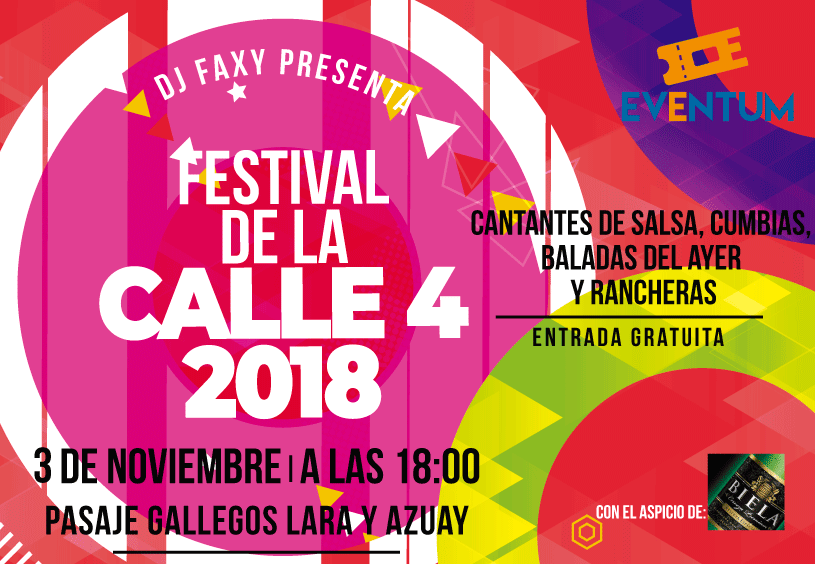 DJ FAXY PRESENTA
FESTIVAL
DE LA
CALLE 4
2018
3 DE NOVIEMBRE | A LAS 18:00
PASAJE GALLEGOS LARA Y AZUAY
EVENTUM
CANTANTES DE SALSA, CUMBIAS,
BALADAS DEL AYER
Y RANCHERAS
ENTRADA GRATUITA
CON EL ASPICIO DE:
BIELA